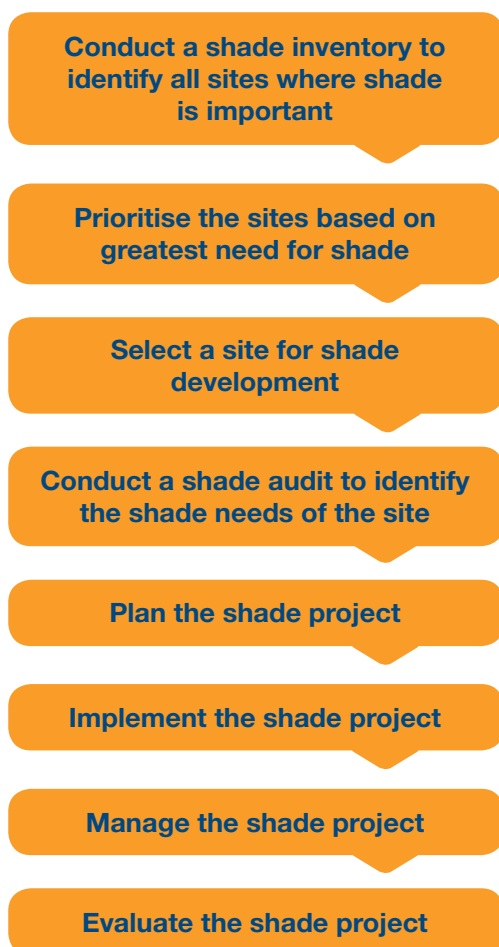 Conduct a shade inventory to
identify all sites where shade
is important
Prioritise the sites based on
greatest need for shade
Select a site for shade
development
Conduct a shade audit to identify
the shade needs of the site
Plan the shade project
Implement the shade project
Manage the shade project
Evaluate the shade project